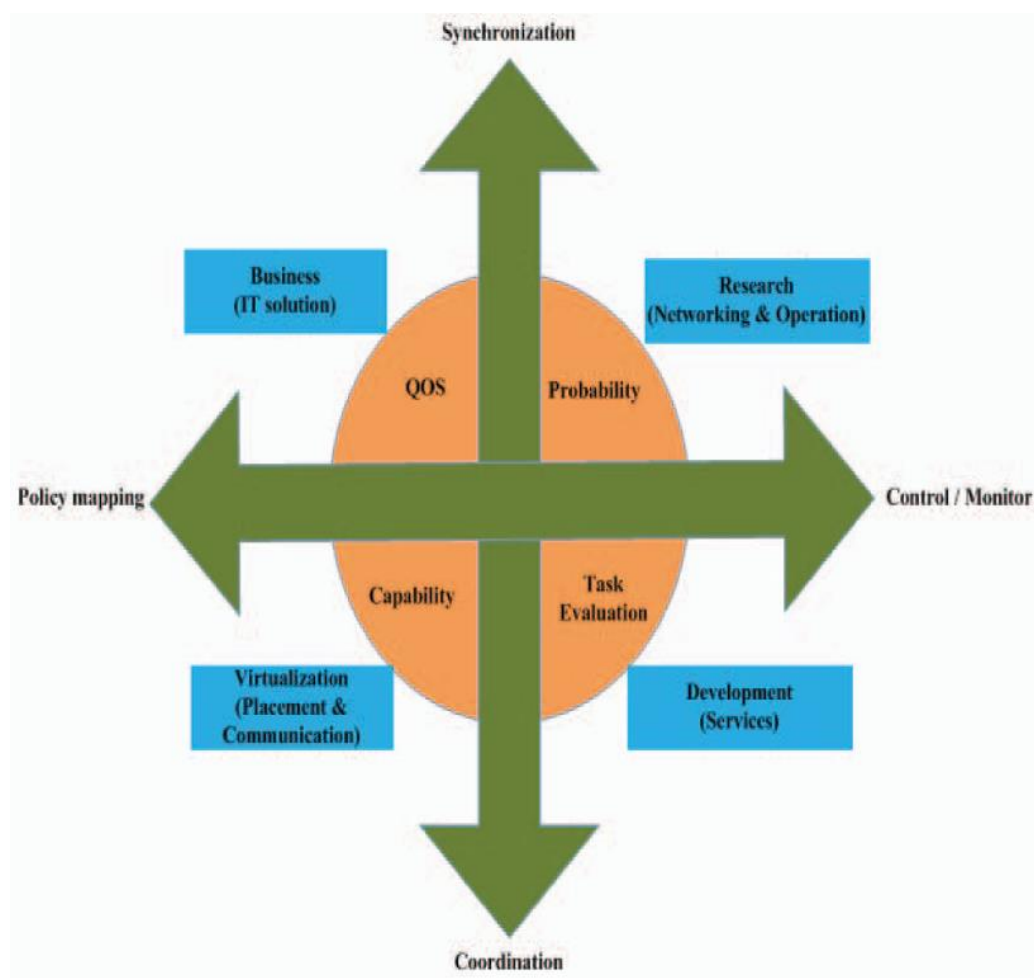 Synchronization
Business
(IT solution)
Research
(Networking & Operation)
QOS
Probability
Policy mapping
Control / Monitor
Capability
Task
Evaluation
Virtualization
(Placement &
Communication)
Development
(Services)
Coordination